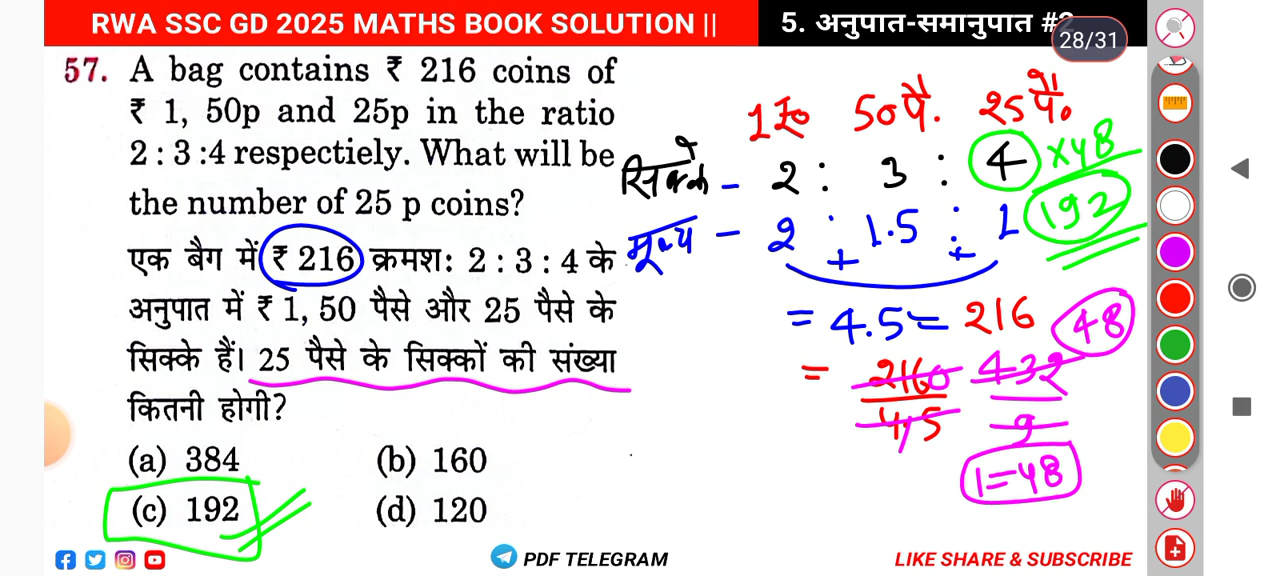 RWA SSC GD 2025 MATHS BOOK SOLUTION || 5. अनुपात-समानुपात
28/31
57. A bag contains ₹ 216 coins of
₹ 1, 50p and 25p in the ratio
2 : 3 :4 respectiely. What will be
the number of 25 p coins?
एक बैग में ₹ 216 क्रमश: 2 : 3 : 4 के
अनुपात में ₹ 1, 50 पैसे और 25 पैसे के
सिक्के हैं। 25 पैसे के सिक्कों की संख्या
कितनी होगी?
(a) 384 (b) 160
(c) 192 (d) 120
1रु 50पै. 25पै.
सिक्के - 2 : 3 : 4 ×48
192
मूल्य - 2 : 1.5 : 1
+ +
= 4.5 = 216 48
= 2160 432
45 9
1=48
PDF TELEGRAM LIKE SHARE & SUBSCRIBE